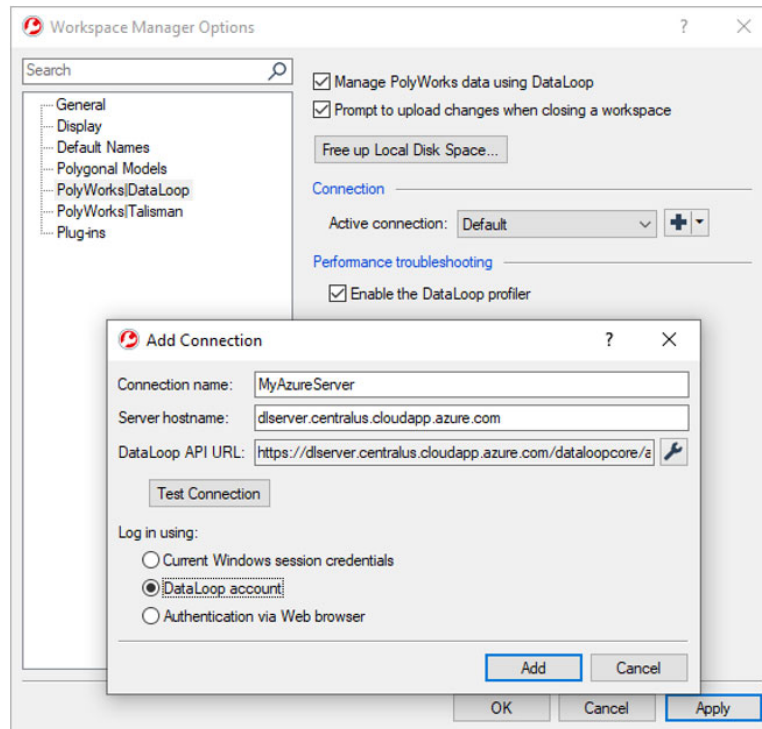 Workspace Manager Options
Search
General
Display
Default Names
Polygonal Models
PolyWorks|DataLoop
PolyWorks|Talisman
Plug-ins
Manage PolyWorks data using DataLoop
Prompt to upload changes when closing a workspace
Free up Local Disk Space...
Connection
Active connection: Default
Performance troubleshooting
Enable the DataLoop profiler
Add Connection ?
Connection name: MyAzureServer
Server hostname: dlserver.centralus.cloudapp.azure.com
DataLoop API URL: https://dlserver.centralus.cloudapp.azure.com/dataloopcore/a
Test Connection
Log in using:
Current Windows session credentials
DataLoop account
Authentication via Web browser
Add Cancel
OK Cancel Apply